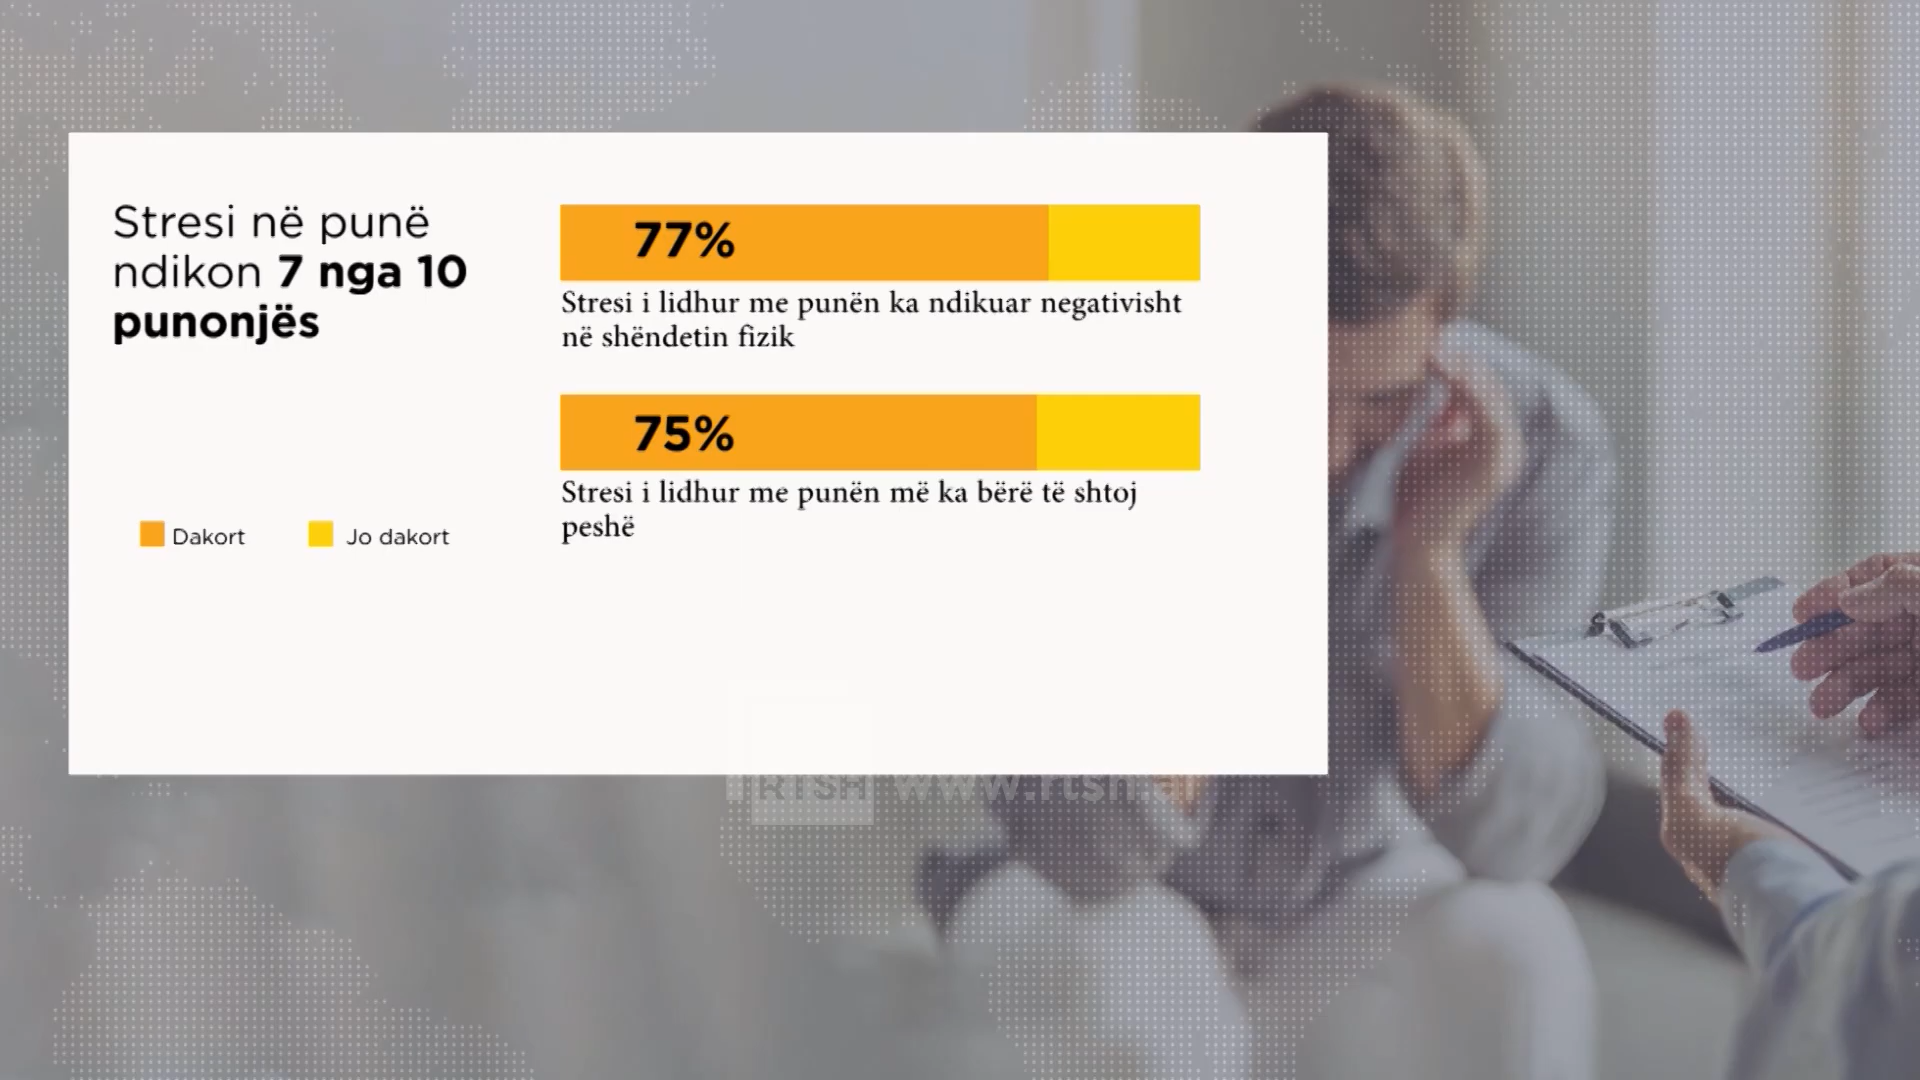 Stresi në punë
ndikon 7 nga 10
punonjës
77%
Stresi i lidhur me punën ka ndikuar negativisht
në shëndetin fizik
75%
Stresi i lidhur me punën më ka bërë të shtoj
peshë
Dakort
Jo dakort
RTSH www.rtsh.al